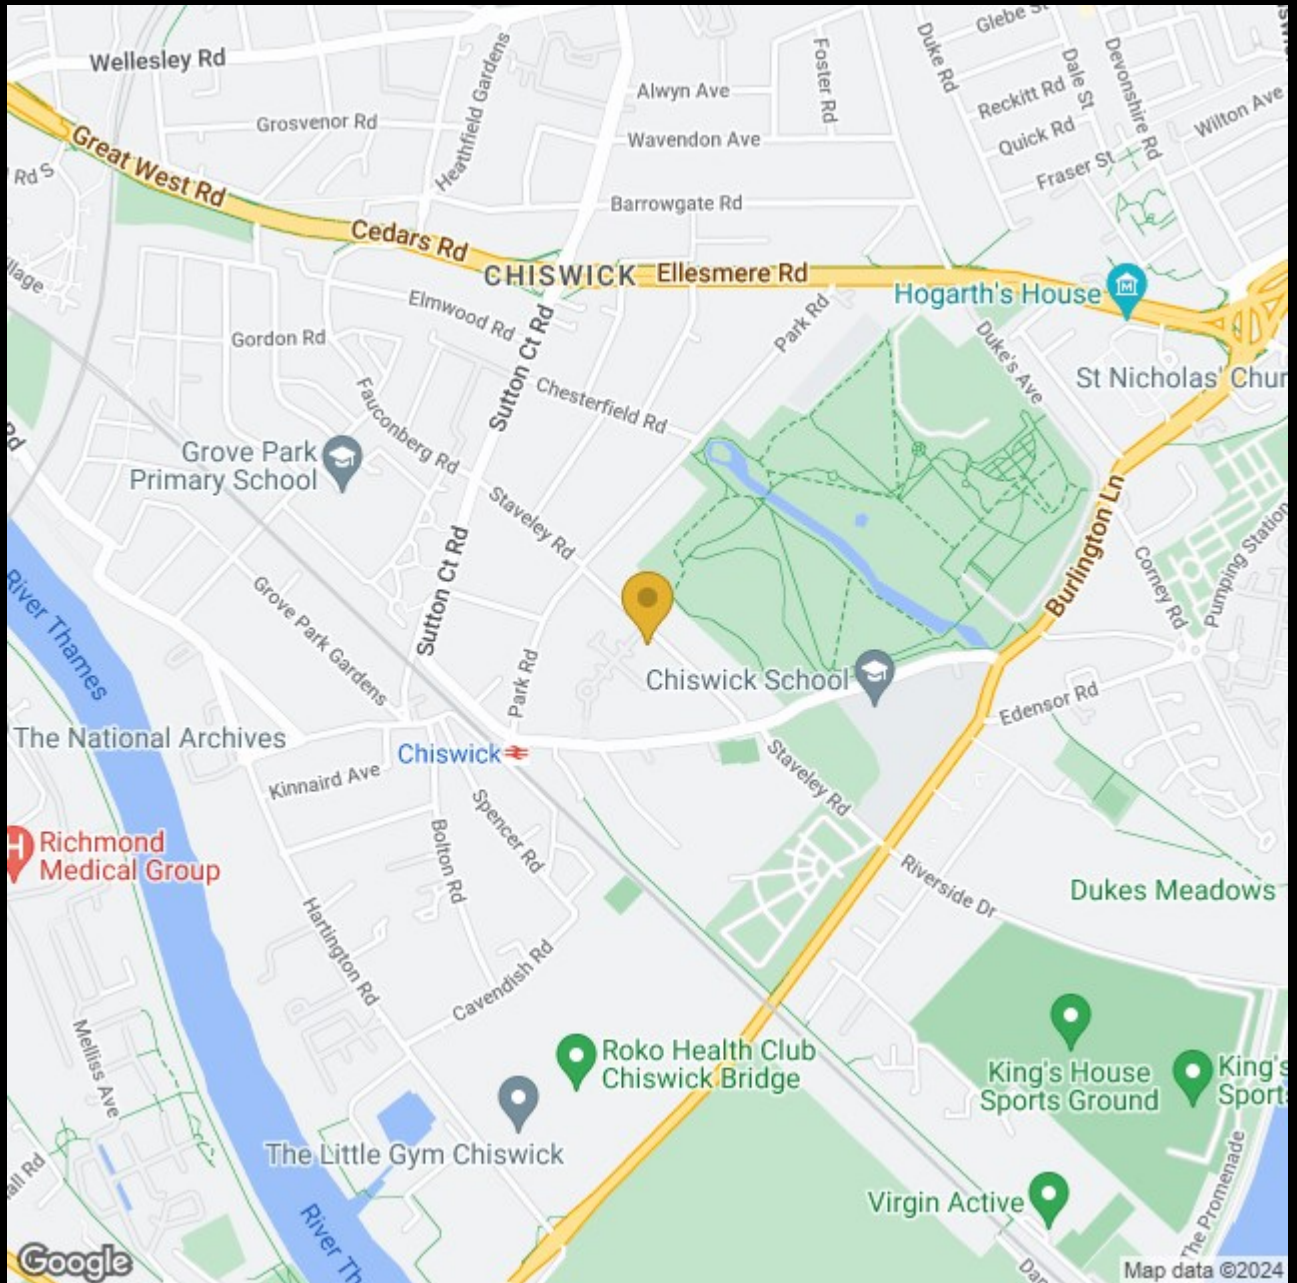 Glebe St
Wellesley Rd
Foster Rd
Duke Rd
Devonshire Rd
Dale St
Heathfield Gardens
Alwyn Ave
Reckitt Rd
Wilton Ave
Grosvenor Rd
Wavendon Ave
Quick Rd
Great West Rd
Fraser St
Rd S
Barrowgate Rd
Cedars Rd
CHISWICK
Ellesmere Rd
Hogarth's House
M
Elmwood Rd
Park Rd
Gordon Rd
Sutton Ct Rd
Duke's Ave
St Nicholas' Chur
Fauconberg Rd
Chesterfield Rd
Rd
Grove Park
Primary School
Staveley Rd
Burlington Ln
Pumping Station
Corney Rd
River Thames
Grove Park Gardens
Sutton Ct Rd
Park Rd
Chiswick School
Edensor Rd
The National Archives
Chiswick
Kinnaird Ave
Staveley Rd
Spencer Rd
Bolton Rd
H
Richmond
Medical Group
Riverside Dr
Dukes Meadows
Hartington Rd
Cavendish Rd
Melliss Ave
Roko Health Club
Chiswick Bridge
King's House
Sports Ground
King's
Sports
The Little Gym Chiswick
The Promenade
Virgin Active
River Th
Google
Map data ©2024